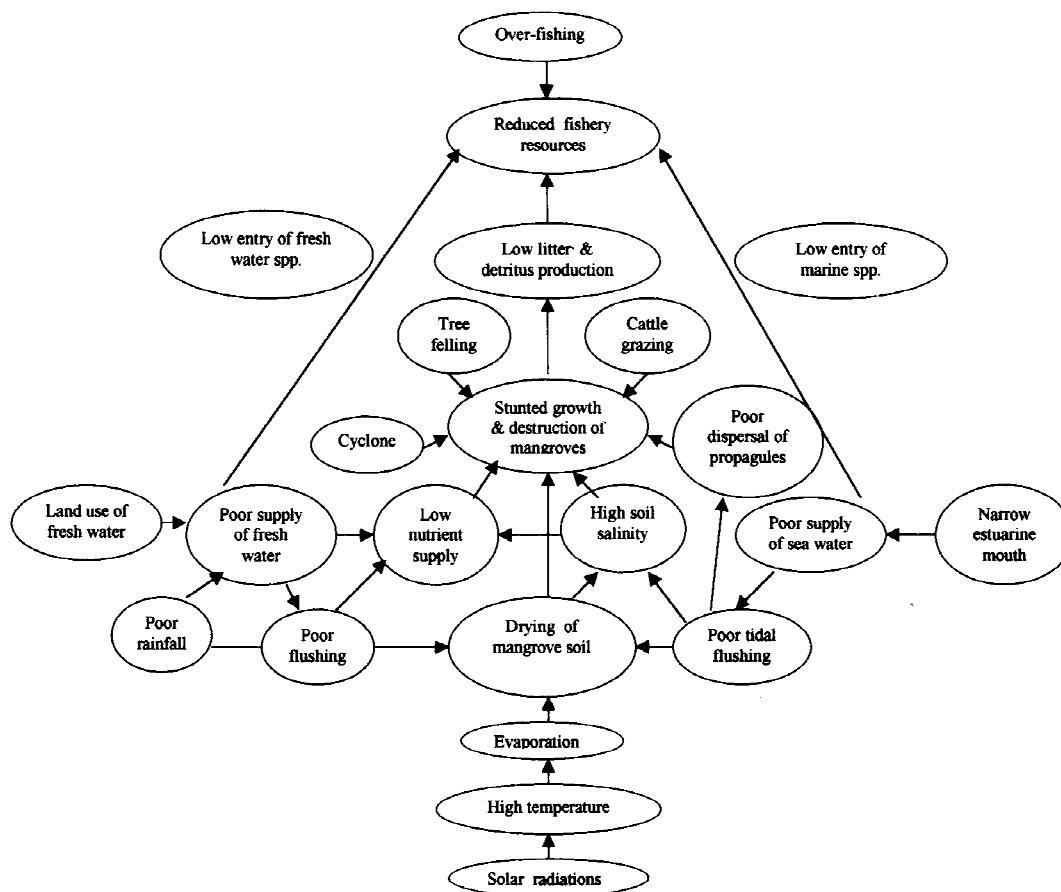 Over-fishing
Reduced fishery
resources
Low entry of fresh
water spp.
Low litter &
detritus production
Low entry of
marine spp.
Tree
felling
Cattle
grazing
Stunted growth
& destruction of
mangroves
Cyclone
Poor
dispersal of
propagules
Land use of
fresh water
Poor supply
of fresh
water
Low
nutrient
supply
High soil
salinity
Poor supply
of sea water
Narrow
estuarine
mouth
Poor
rainfall
Poor
flushing
Drying of
mangrove soil
Poor tidal
flushing
Evaporation
High temperature
Solar radiations